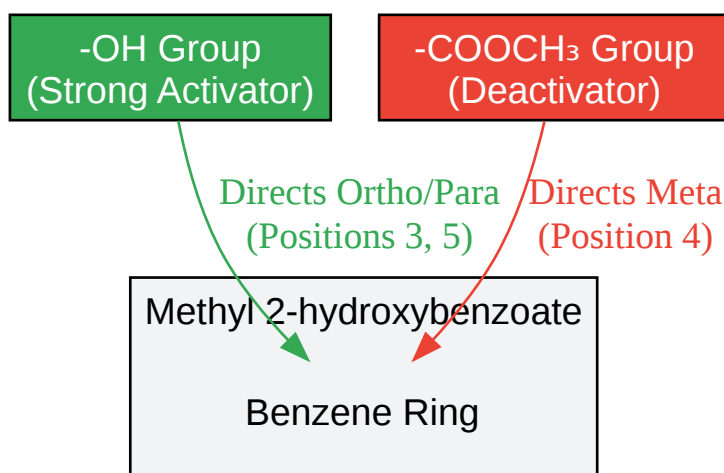 -OH Group
(Strong Activator)
-COOCH₃ Group
(Deactivator)
Directs Ortho/Para
(Positions 3, 5)
Directs Meta
(Position 4)
Methyl 2-hydroxybenzoate
Benzene Ring